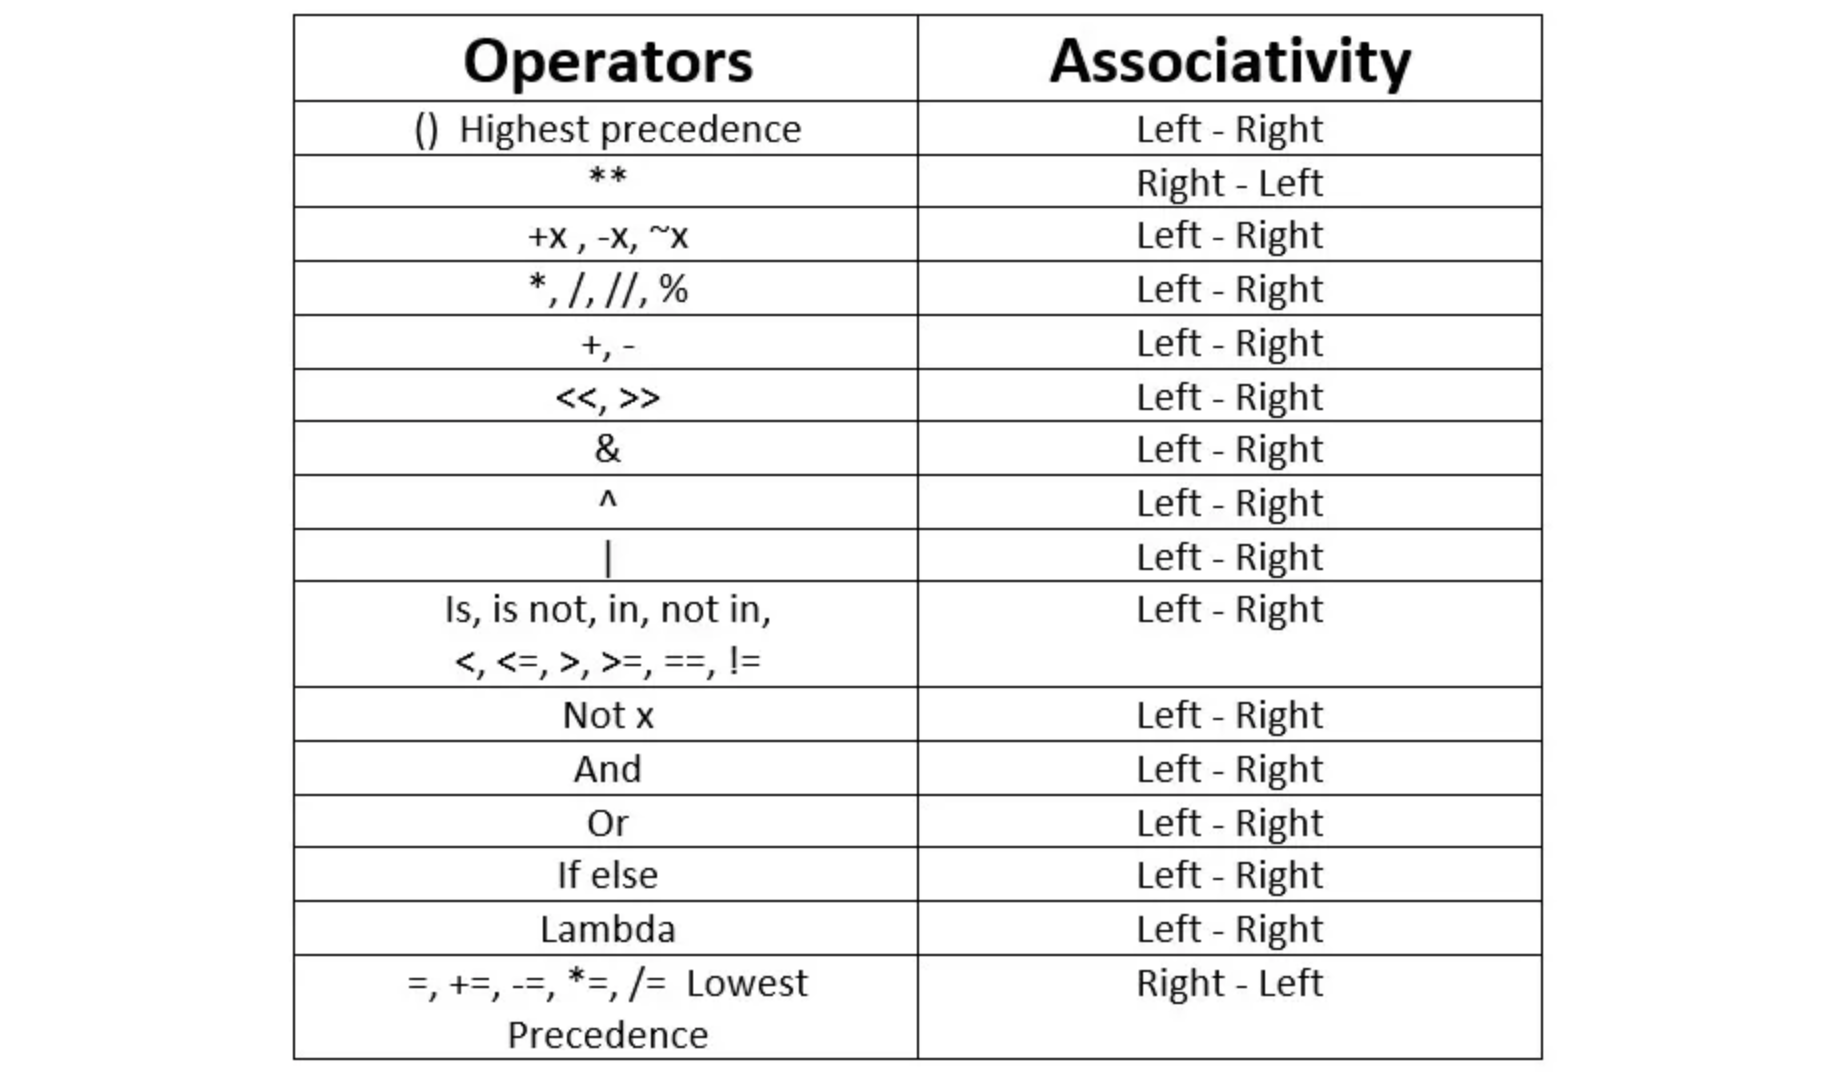 Operators Associativity
() Highest precedence Left - Right
** Right - Left
+x , -x, ~x Left - Right
*, /, //, % Left - Right
+, - Left - Right
<<, >> Left - Right
& Left - Right
^ Left - Right
| Left - Right
Is, is not, in, not in, Left - Right
<, <=, >, >=, ==, !=
Not x Left - Right
And Left - Right
Or Left - Right
If else Left - Right
Lambda Left - Right
=, +=, -=, *=, /= Lowest Right - Left
Precedence